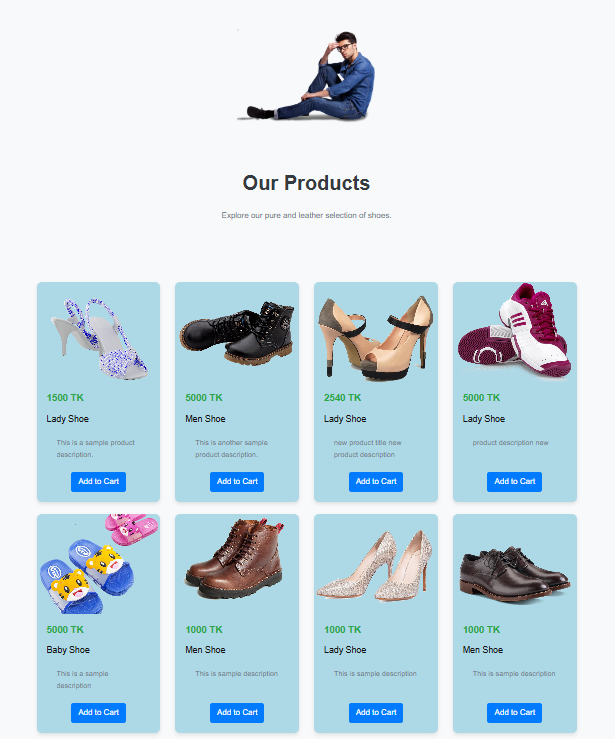 Our Products
Explore our pure and leather selection of shoes.
1500 TK
Lady Shoe
This is a sample product
description.
Add to Cart
5000 TK
Men Shoe
This is another sample
product description.
Add to Cart
2540 TK
Lady Shoe
new product title new
product description
Add to Cart
5000 TK
Lady Shoe
product description new
Add to Cart
5000 TK
Baby Shoe
This is a sample
description
Add to Cart
1000 TK
Men Shoe
This is sample description
Add to Cart
1000 TK
Lady Shoe
This is sample description
Add to Cart
1000 TK
Men Shoe
This is sample description
Add to Cart